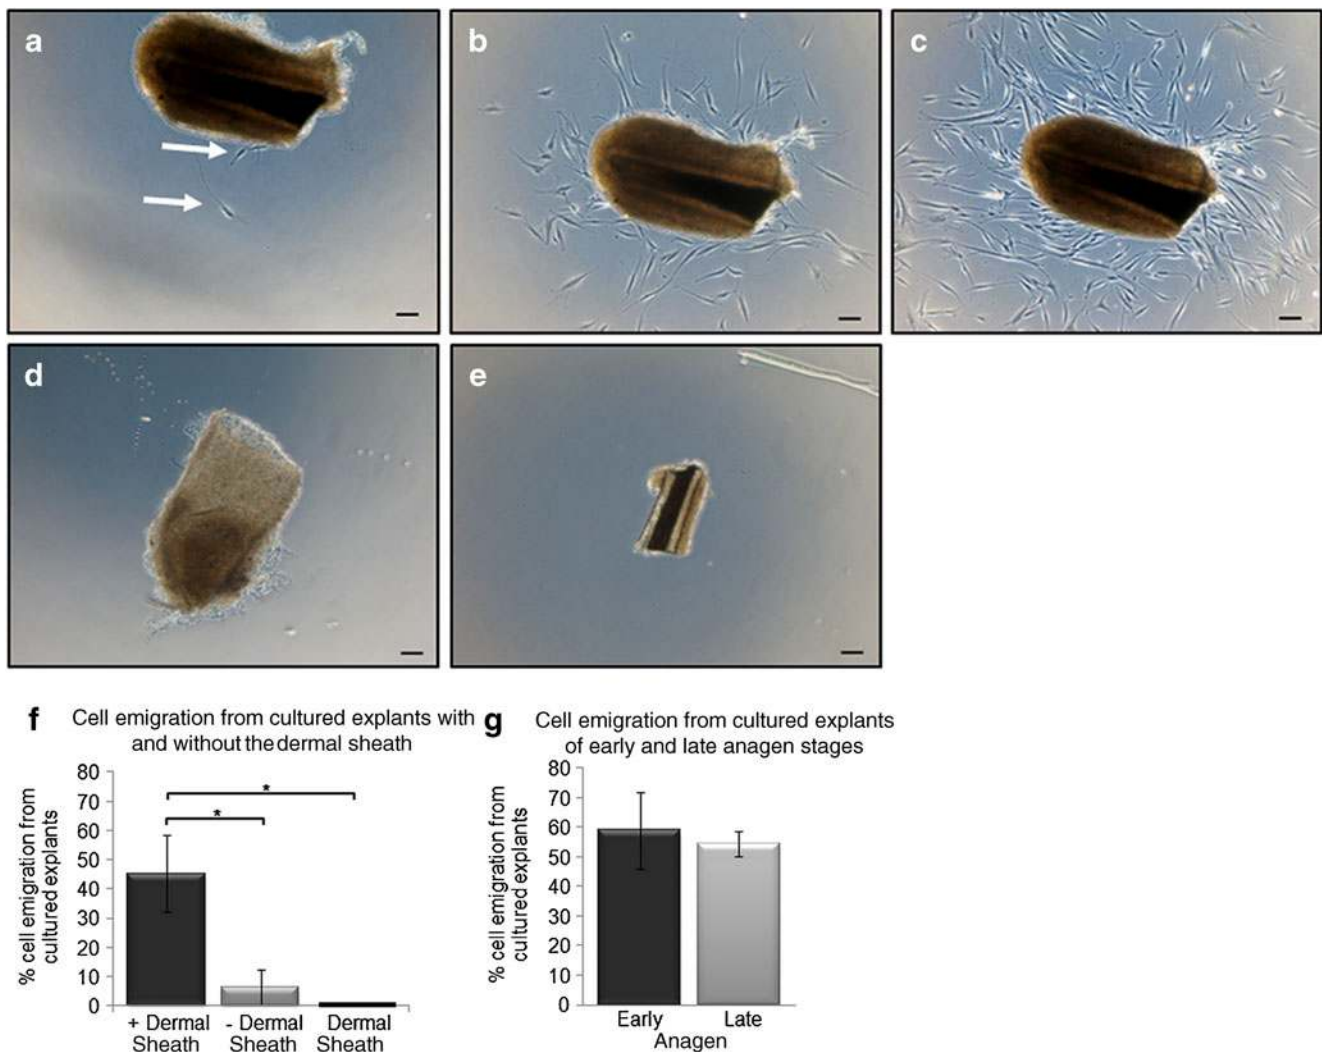 a
b
c
d
e
f
Cell emigration from cultured explants with
and without the dermal sheath
% cell emigration from
cultured explants
80
70
60
50
40
30
20
10
0
*
*
+ Dermal
Sheath
- Dermal
Sheath
Dermal
Sheath
g
Cell emigration from cultured explants
of early and late anagen stages
% cell emigration from
cultured explants
80
70
60
50
40
30
20
10
0
Early
Late
Anagen